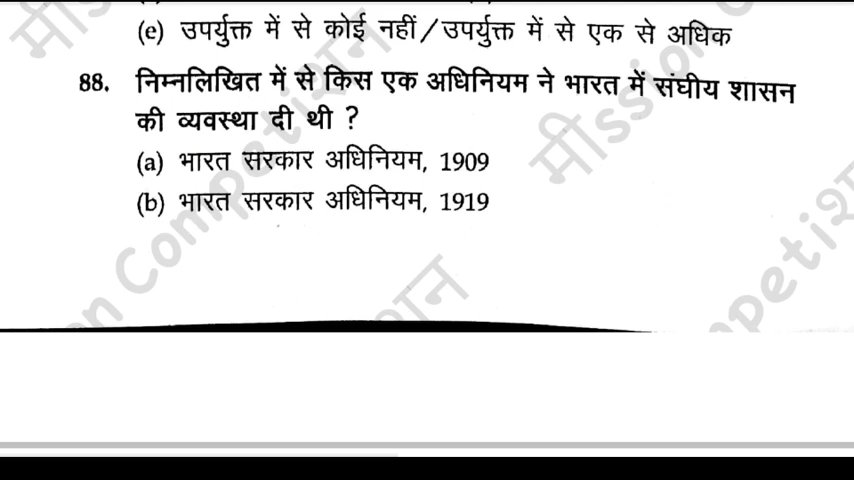 (e) उपर्युक्त में से कोई नहीं/उपर्युक्त में से एक से अधिक
88. निम्नलिखित में से किस एक अधिनियम ने भारत में संघीय शासन
की व्यवस्था दी थी ?
(a) भारत सरकार अधिनियम, 1909
(b) भारत सरकार अधिनियम, 1919